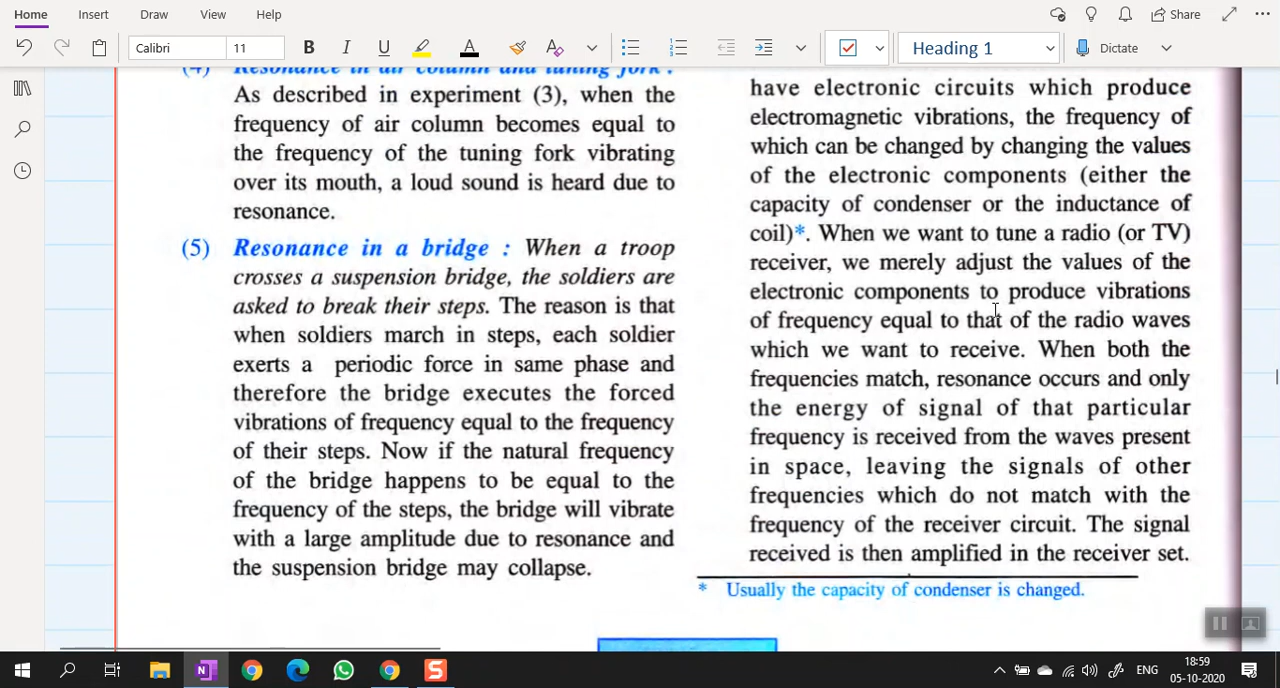 Home Insert Draw View Help
Share
Calibri 11 B I U A A Heading 1 Dictate
(4) Resonance in air column and tuning fork :
As described in experiment (3), when the
frequency of air column becomes equal to
the frequency of the tuning fork vibrating
over its mouth, a loud sound is heard due to
resonance.
(5) Resonance in a bridge : When a troop
crosses a suspension bridge, the soldiers are
asked to break their steps. The reason is that
when soldiers march in steps, each soldier
exerts a periodic force in same phase and
therefore the bridge executes the forced
vibrations of frequency equal to the frequency
of their steps. Now if the natural frequency
of the bridge happens to be equal to the
frequency of the steps, the bridge will vibrate
with a large amplitude due to resonance and
the suspension bridge may collapse.
have electronic circuits which produce
electromagnetic vibrations, the frequency of
which can be changed by changing the values
of the electronic components (either the
capacity of condenser or the inductance of
coil)*. When we want to tune a radio (or TV)
receiver, we merely adjust the values of the
electronic components to produce vibrations
of frequency equal to that of the radio waves
which we want to receive. When both the
frequencies match, resonance occurs and only
the energy of signal of that particular
frequency is received from the waves present
in space, leaving the signals of other
frequencies which do not match with the
frequency of the receiver circuit. The signal
received is then amplified in the receiver set.
* Usually the capacity of condenser is changed.
ENG
18:59
05-10-2020